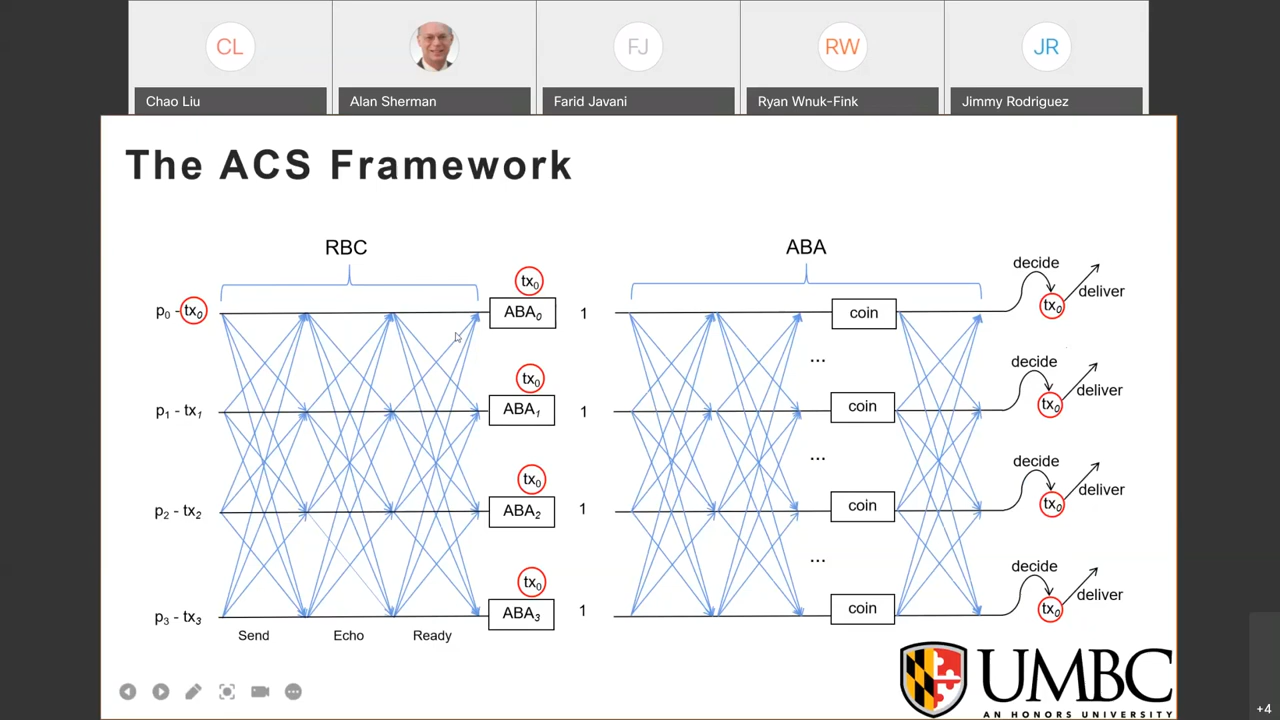 CL
FJ
RW
JR
Chao Liu
Alan Sherman
Farid Javani
Ryan Wnuk-Fink
Jimmy Rodriguez
The ACS Framework
RBC
ABA
p0 - tx0
tx0
ABA0
1
coin
decide
tx0
deliver
...
p1 - tx1
tx0
ABA1
1
coin
decide
tx0
deliver
...
p2 - tx2
tx0
ABA2
1
coin
decide
tx0
deliver
...
p3 - tx3
tx0
ABA3
1
coin
decide
tx0
deliver
Send Echo Ready
UMBC
AN HONORS UNIVERSITY
+4